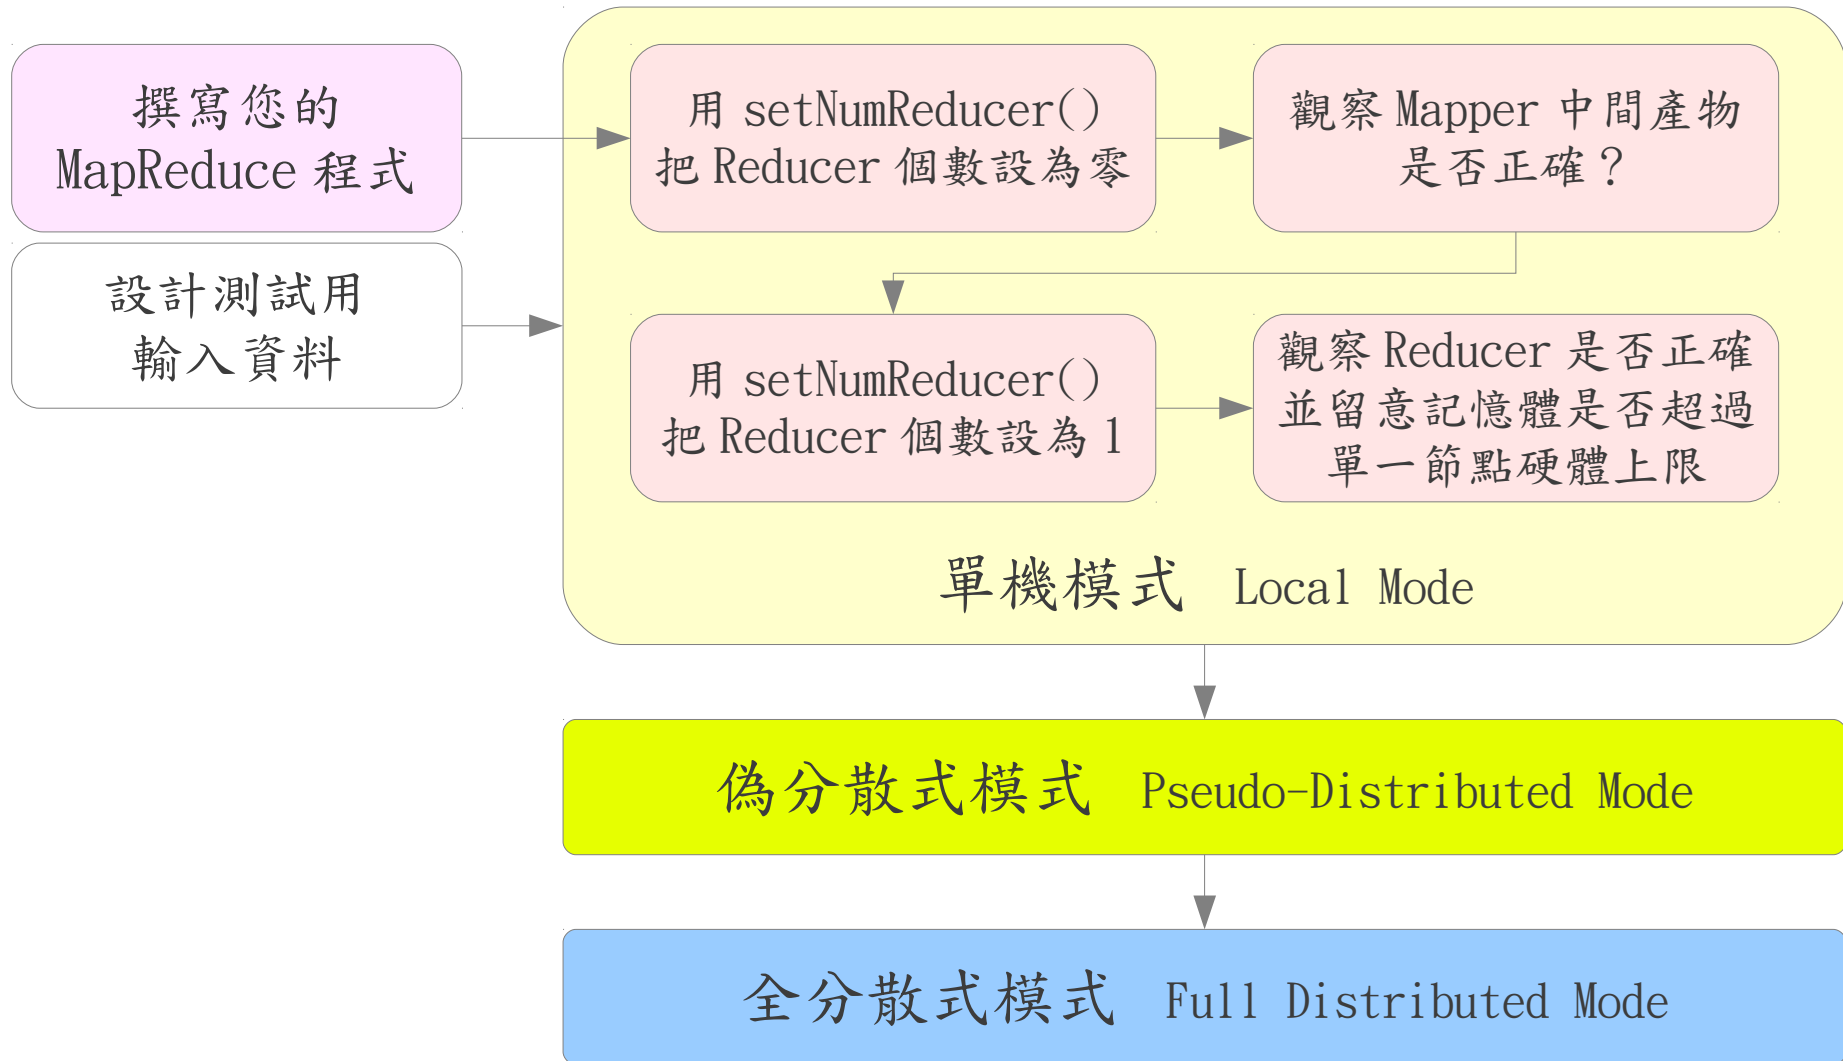 撰寫您的
MapReduce 程式
用 setNumReducer()
把 Reducer 個數設為零
觀察 Mapper 中間產物
是否正確？
設計測試用
輸入資料
用 setNumReducer()
把 Reducer 個數設為 1
觀察 Reducer 是否正確
並留意記憶體是否超過
單一節點硬體上限
單機模式 Local Mode
偽分散式模式 Pseudo-Distributed Mode
全分散式模式 Full Distributed Mode